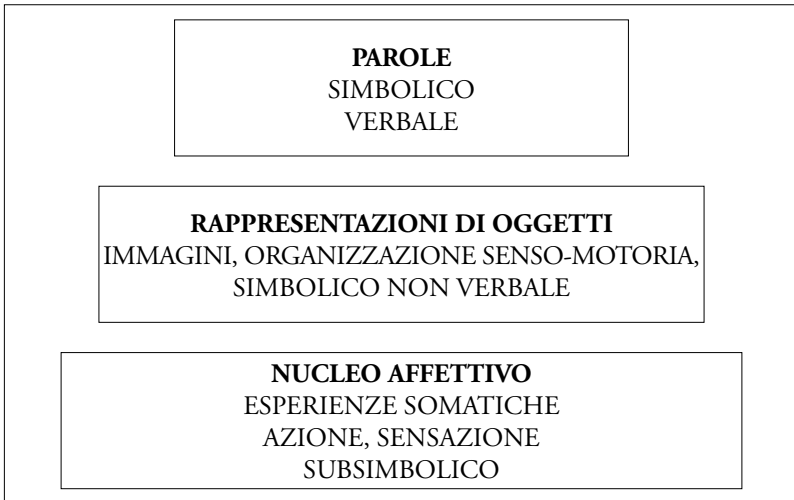 PAROLE
SIMBOLICO
VERBALE
RAPPRESENTAZIONI DI OGGETTI
IMMAGINI, ORGANIZZAZIONE SENSO-MOTORIA,
SIMBOLICO NON VERBALE
NUCLEO AFFETTIVO
ESPERIENZE SOMATICHE
AZIONE, SENSAZIONE
SUBSIMBOLICO